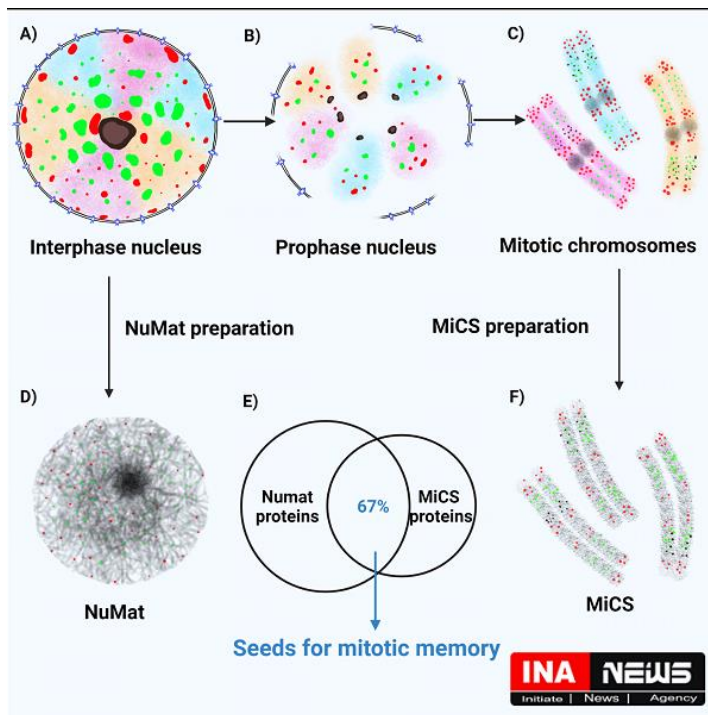 A)
B)
C)
Interphase nucleus
Prophase nucleus
Mitotic chromosomes
NuMat preparation
MiCS preparation
D)
E)
F)
Numat
proteins
67%
MiCS
proteins
NuMat
MiCS
Seeds for mitotic memory
INA NEWS
Initiate | News | Agency